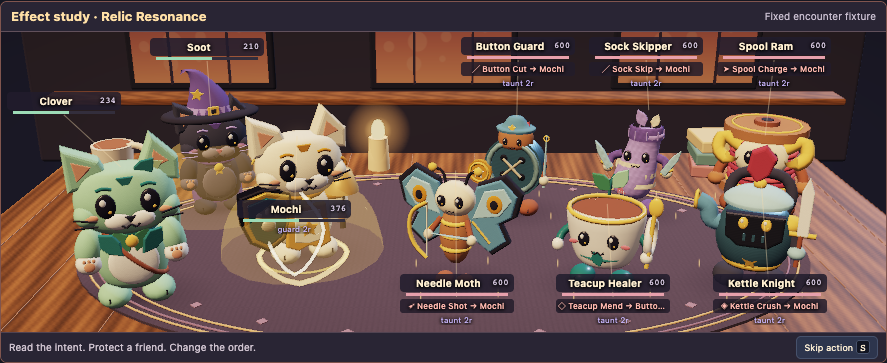 Effect study · Relic Resonance
Fixed encounter fixture
Soot 210
Button Guard 600
Button Cut → Mochi
taunt 2r
Sock Skipper 600
Sock Skip → Mochi
taunt 2r
Spool Ram 600
Spool Charge → Mochi
taunt 2r
Clover 234
Mochi 376
guard 2r
Needle Moth 600
Needle Shot → Mochi
taunt 2r
Teacup Healer 600
Teacup Mend → Butto...
taunt 2r
Kettle Knight 600
Kettle Crush → Mochi
taunt 2r
Read the intent. Protect a friend. Change the order.
Skip action S